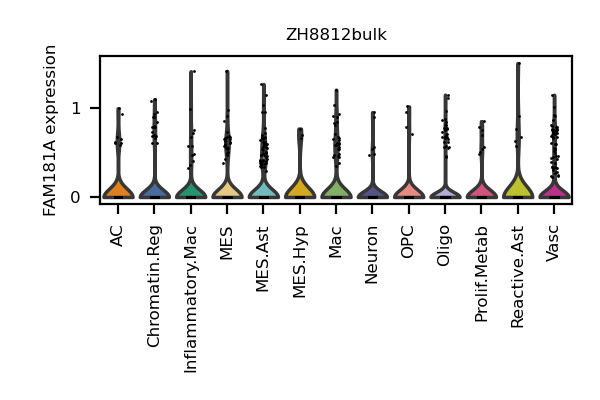 ZH8812bulk
FAM181A expression
1
0
AC
Chromatin.Reg
Inflammatory.Mac
MES
MES.Ast
MES.Hyp
Mac
Neuron
OPC
Oligo
Prolif.Metab
Reactive.Ast
Vasc